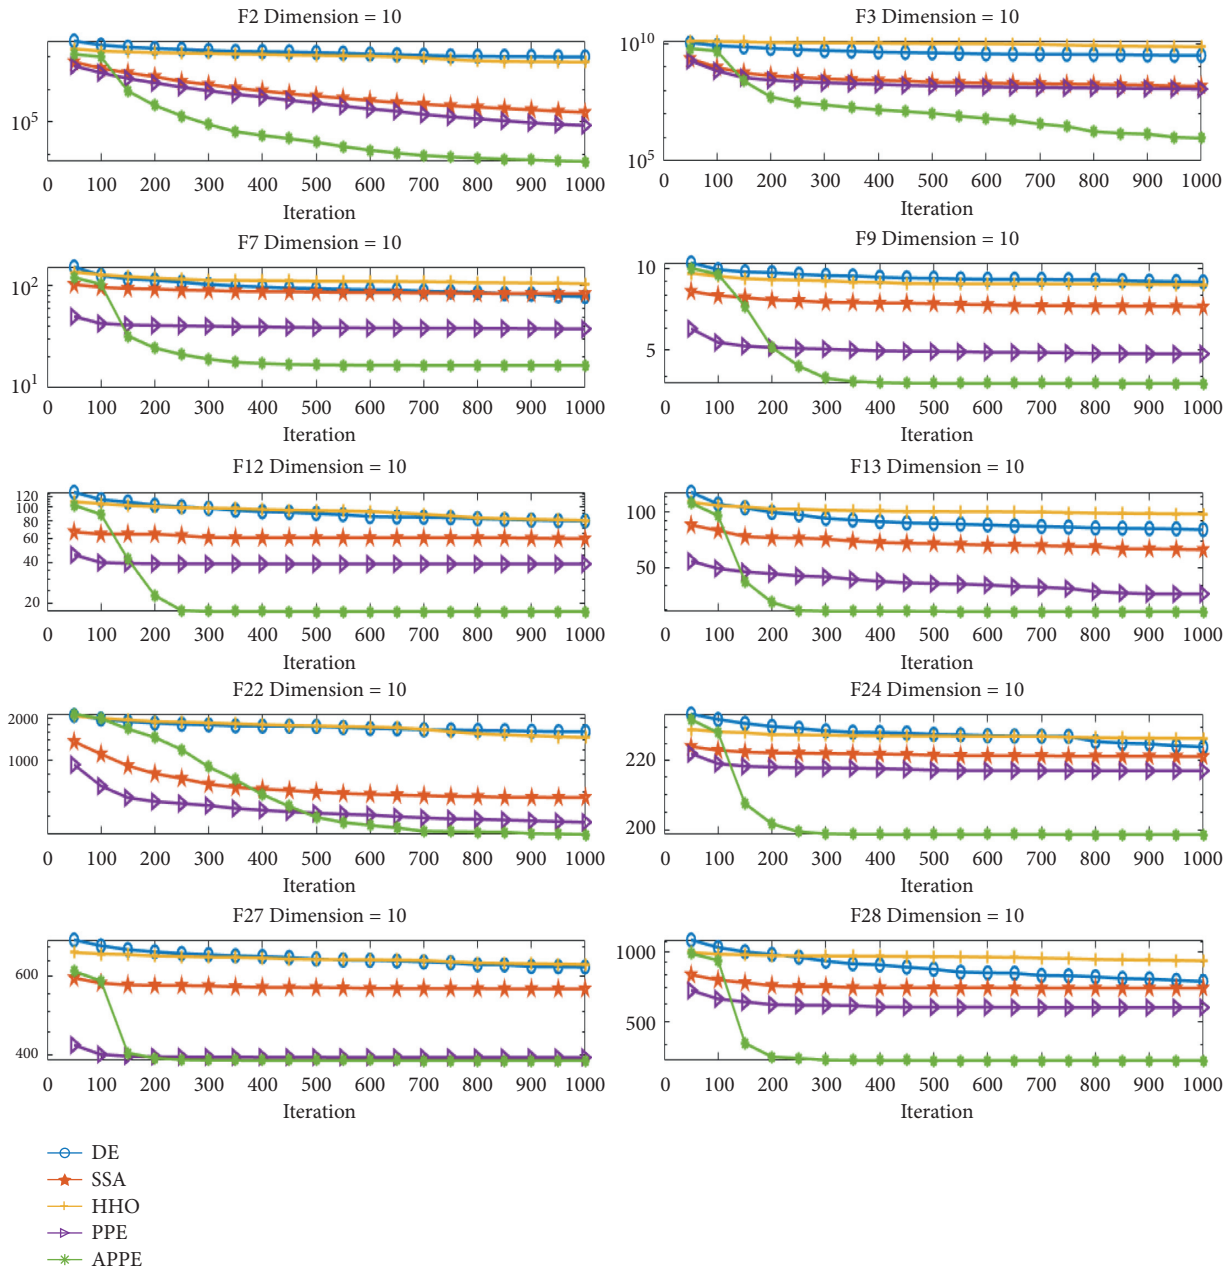 F2 Dimension = 10
10^5
0 100 200 300 400 500 600 700 800 900 1000
Iteration
F3 Dimension = 10
10^10
10^5
0 100 200 300 400 500 600 700 800 900 1000
Iteration
F7 Dimension = 10
10^2
10^1
0 100 200 300 400 500 600 700 800 900 1000
Iteration
F9 Dimension = 10
10
5
0 100 200 300 400 500 600 700 800 900 1000
Iteration
F12 Dimension = 10
120
100
80
60
40
20
0 100 200 300 400 500 600 700 800 900 1000
Iteration
F13 Dimension = 10
100
50
0 100 200 300 400 500 600 700 800 900 1000
Iteration
F22 Dimension = 10
2000
1000
0 100 200 300 400 500 600 700 800 900 1000
Iteration
F24 Dimension = 10
220
200
0 100 200 300 400 500 600 700 800 900 1000
Iteration
F27 Dimension = 10
600
400
0 100 200 300 400 500 600 700 800 900 1000
Iteration
F28 Dimension = 10
1000
500
0 100 200 300 400 500 600 700 800 900 1000
Iteration
DE
SSA
HHO
PPE
APPE